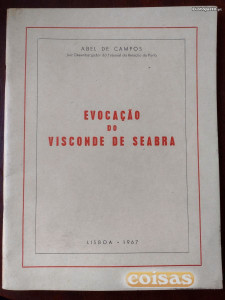 ABEL DE CAMPOS
EVOCAÇÃO
DO
VISCONDE DE SEABRA
LISBOA • 1967
coisas